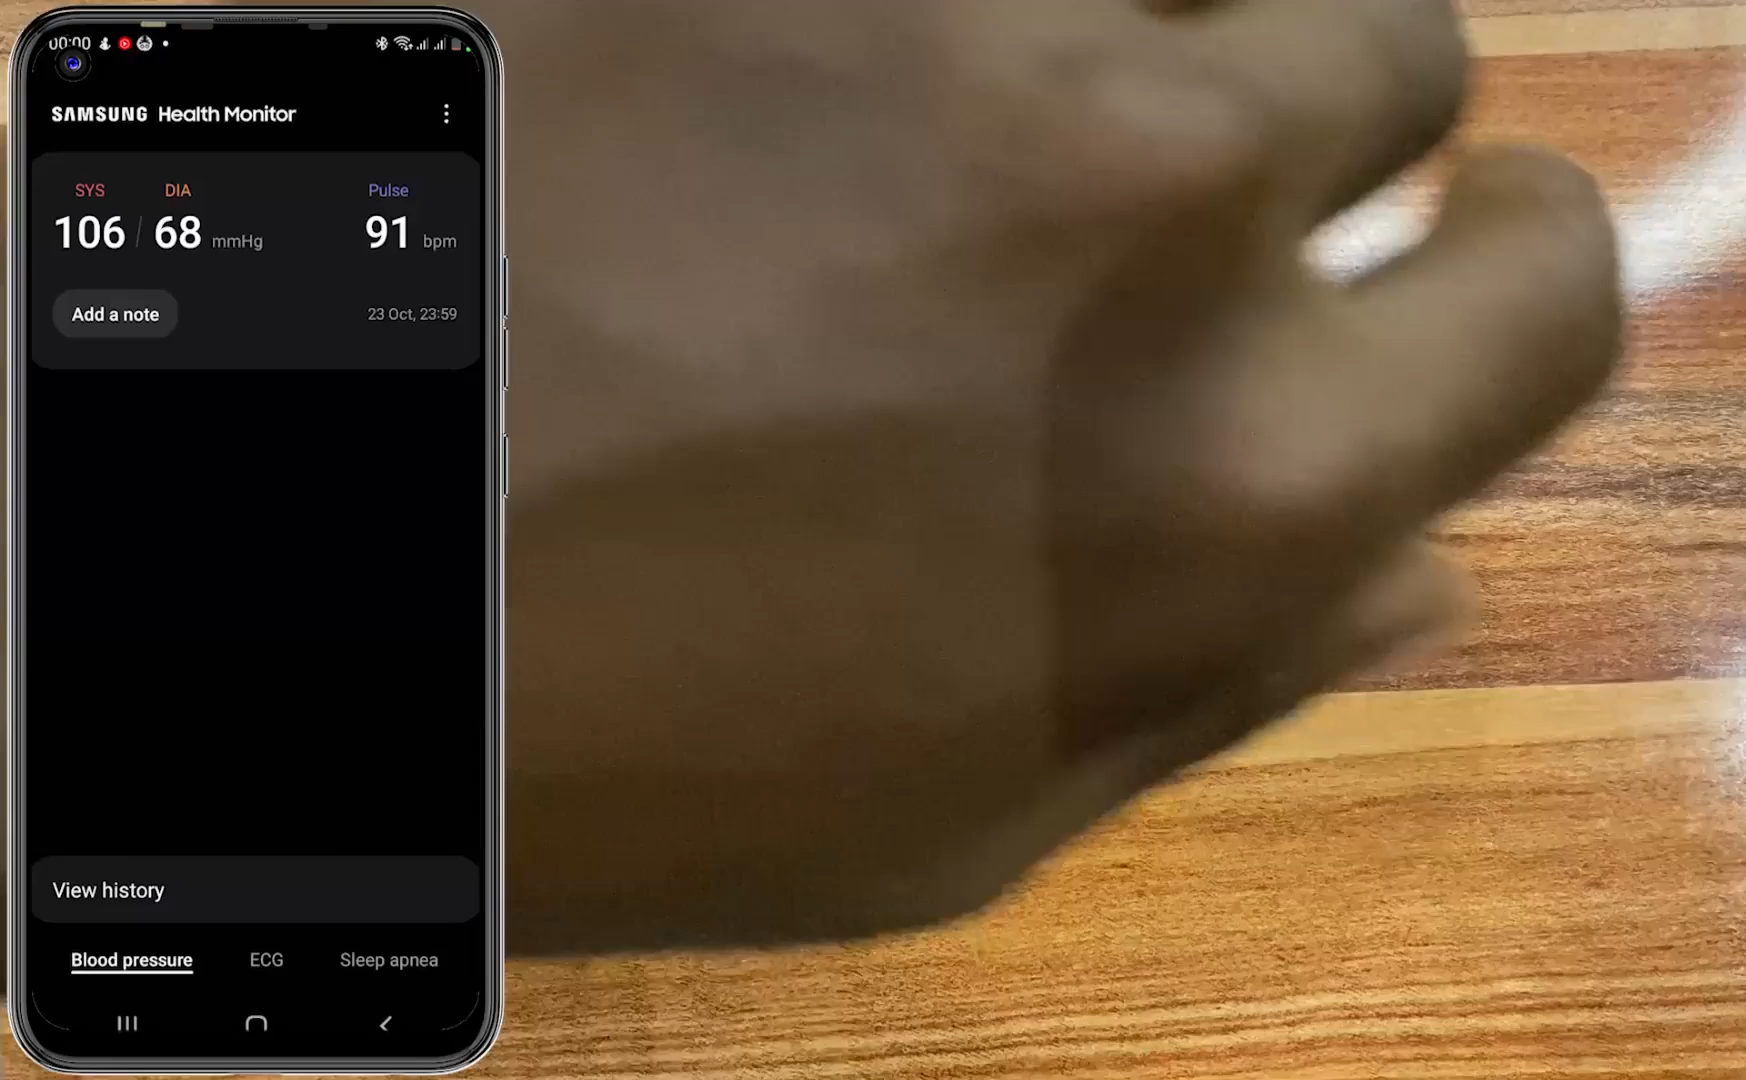 00:00
SAMSUNG Health Monitor
SYS DIA Pulse
106 / 68 mmHg 91 bpm
Add a note 23 Oct, 23:59
View history
Blood pressure ECG Sleep apnea